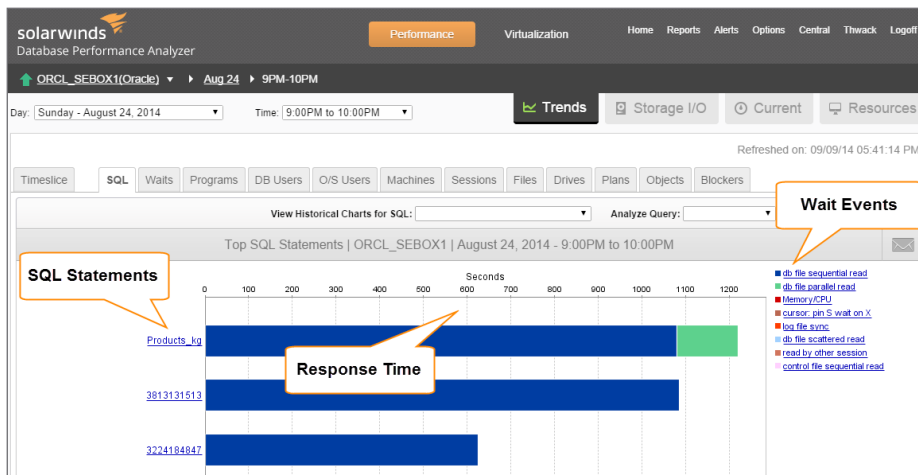 solarwinds
Database Performance Analyzer
Performance
Virtualization
Home Reports Alerts Options Central Thwack Logoff
ORCL_SEBOX1(Oracle) Aug 24 9PM-10PM
Day: Sunday - August 24, 2014 Time: 9:00PM to 10:00PM
Trends Storage I/O Current Resources
Refreshed on: 09/09/14 05:41:14 PM
Timeslice SQL Waits Programs DB Users O/S Users Machines Sessions Files Drives Plans Objects Blockers
View Historical Charts for SQL: Analyze Query:
Wait Events
Top SQL Statements | ORCL_SEBOX1 | August 24, 2014 - 9:00PM to 10:00PM
SQL Statements
Seconds
0 100 200 300 400 500 600 700 800 900 1000 1100 1200
db file sequential read
db file parallel read
Memory/CPU
cursor: pin S wait on X
log file sync
db file scattered read
read by other session
control file sequential read
Products_kg
Response Time
3813131513
3224184847